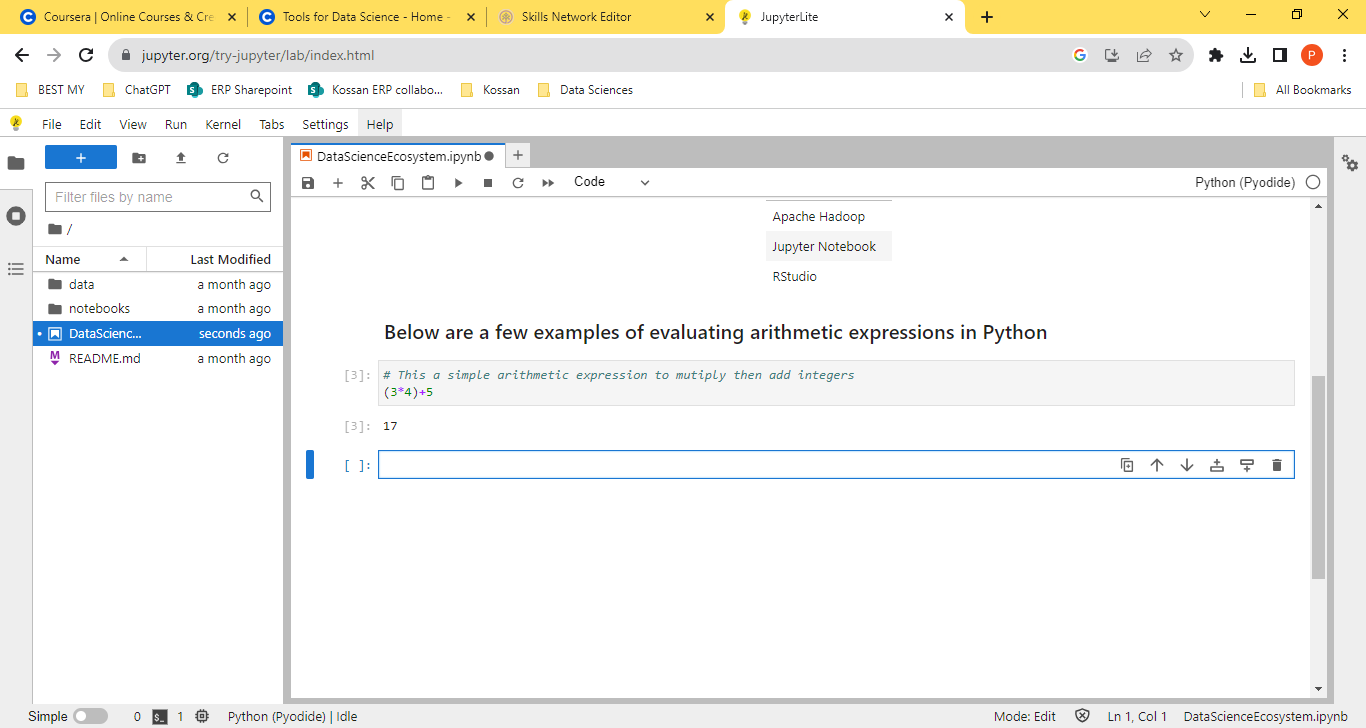 Coursera | Online Courses & Cre
Tools for Data Science - Home -
Skills Network Editor
JupyterLite
jupyter.org/try-jupyter/lab/index.html
P
BEST MY
ChatGPT
ERP Sharepoint
Kossan ERP collabo...
Kossan
Data Sciences
All Bookmarks
File Edit View Run Kernel Tabs Settings Help
DataScienceEcosystem.ipynb
Filter files by name
Code
Python (Pyodide)
/
Name Last Modified
data a month ago
notebooks a month ago
DataScienc... seconds ago
README.md a month ago
Apache Hadoop
Jupyter Notebook
RStudio
Below are a few examples of evaluating arithmetic expressions in Python
[3]: # This a simple arithmetic expression to mutiply then add integers
(3*4)+5
[3]: 17
[ ]:
Simple 0 1 Python (Pyodide) | Idle Mode: Edit Ln 1, Col 1 DataScienceEcosystem.ipynb